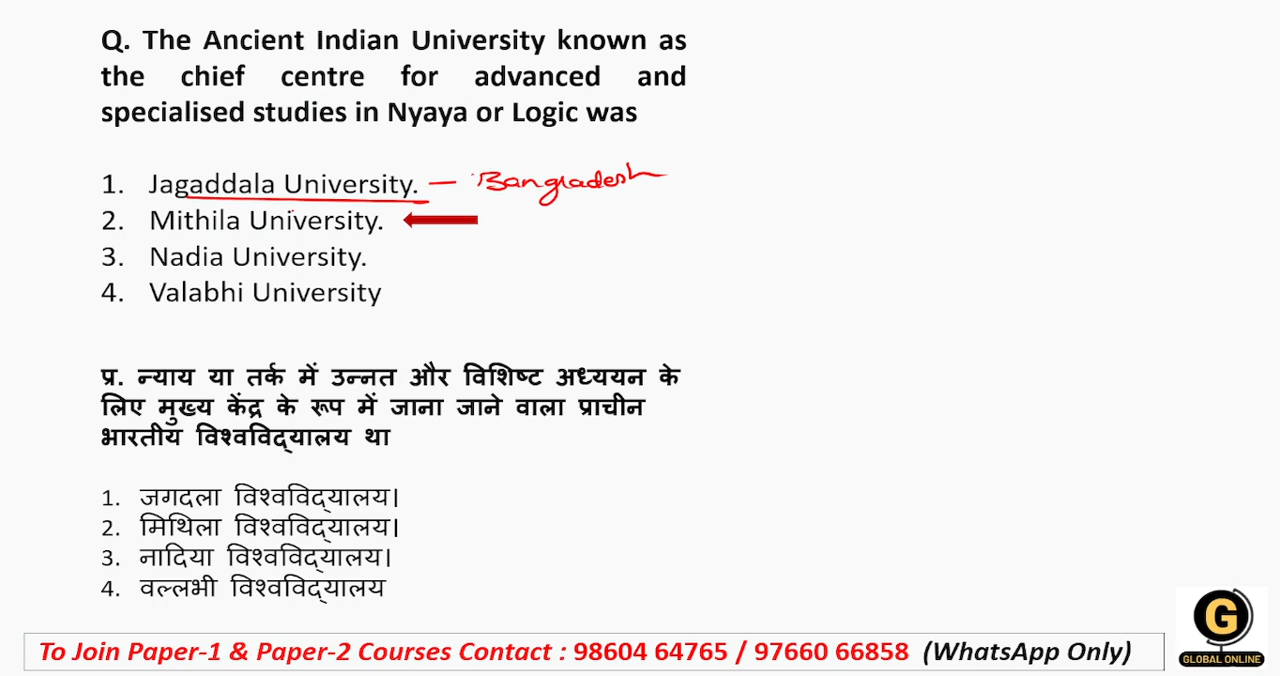 Q. The Ancient Indian University known as
the chief centre for advanced and
specialised studies in Nyaya or Logic was
1. Jagaddala University. – Bangladesh
2. Mithila University.
3. Nadia University.
4. Valabhi University
प्र. न्याय या तर्क में उन्नत और विशिष्ट अध्ययन के
लिए मुख्य केंद्र के रूप में जाना जाने वाला प्राचीन
भारतीय विश्वविद्यालय था
1. जगदला विश्वविद्यालय।
2. मिथिला विश्वविद्यालय।
3. नादिया विश्वविद्यालय।
4. वल्लभी विश्वविद्यालय
To Join Paper-1 & Paper-2 Courses Contact : 98604 64765 / 97660 66858 (WhatsApp Only)
G
GLOBAL ONLINE